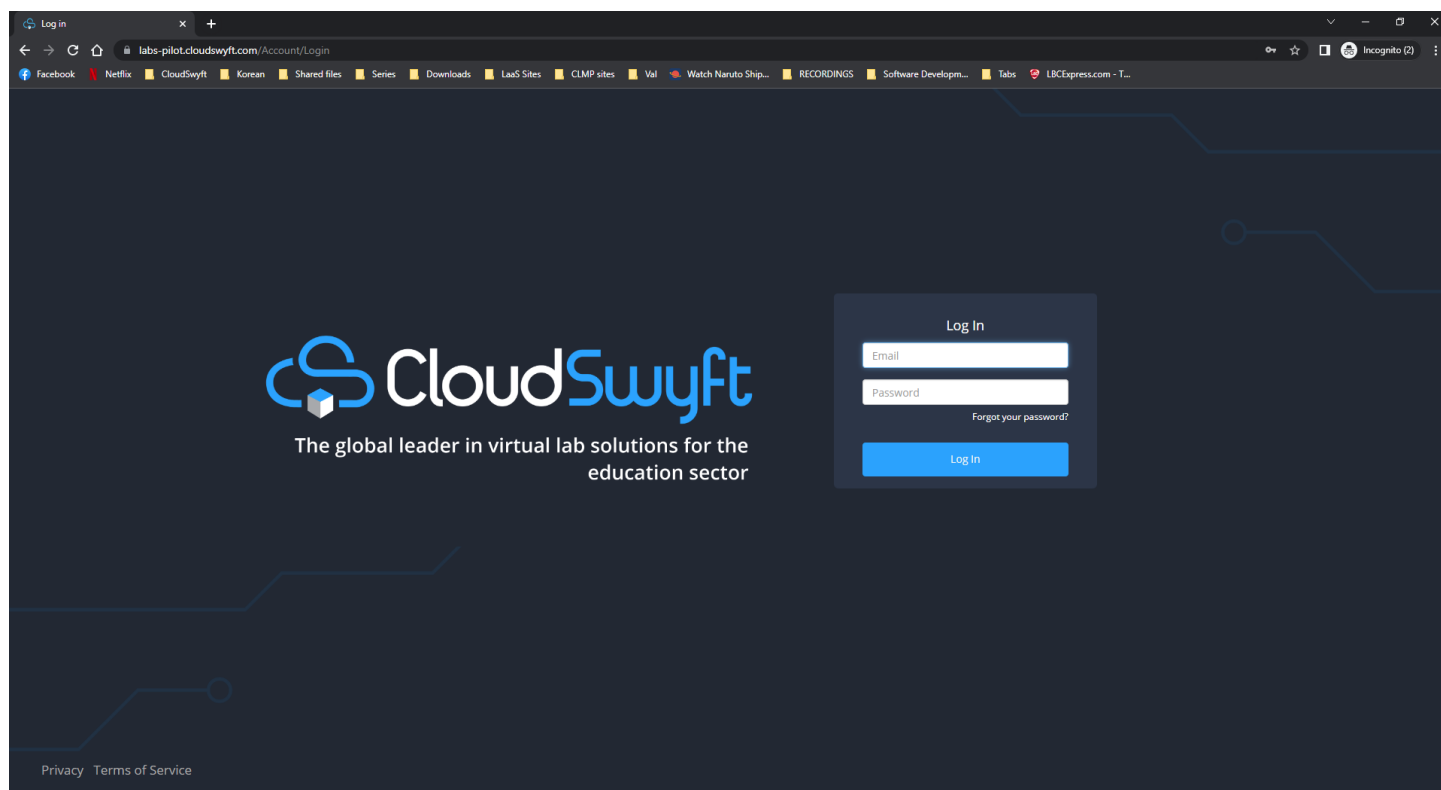 Log in
labs-pilot.cloudswyft.com/Account/Login
Incognito (2)
Facebook Netflix CloudSwyft Korean Shared files Series Downloads LaaS Sites CLMP sites Val Watch Naruto Ship... RECORDINGS Software Developm... Tabs LBCExpress.com - T...
CloudSwyft
The global leader in virtual lab solutions for the
education sector
Log In
Email
Password
Forgot your password?
Log In
Privacy Terms of Service